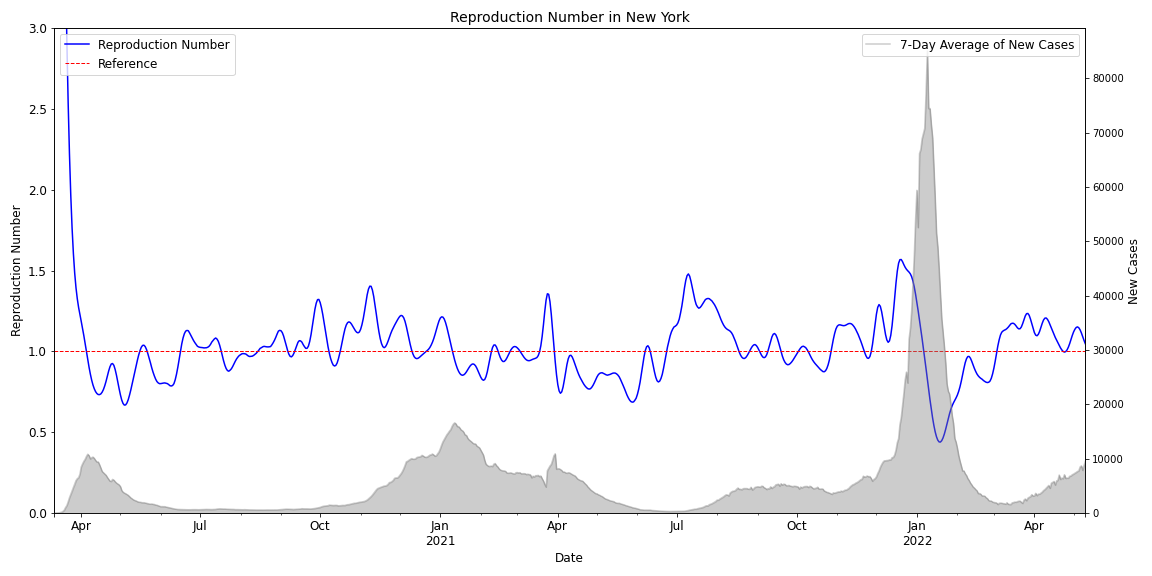 Reproduction Number in New York
Reproduction Number
Reference
7-Day Average of New Cases
3.0
2.5
2.0
1.5
1.0
0.5
0.0
Reproduction Number
80000
70000
60000
50000
40000
30000
20000
10000
0
New Cases
Apr
Jul
Oct
Jan
2021
Apr
Jul
Oct
Jan
2022
Apr
Date